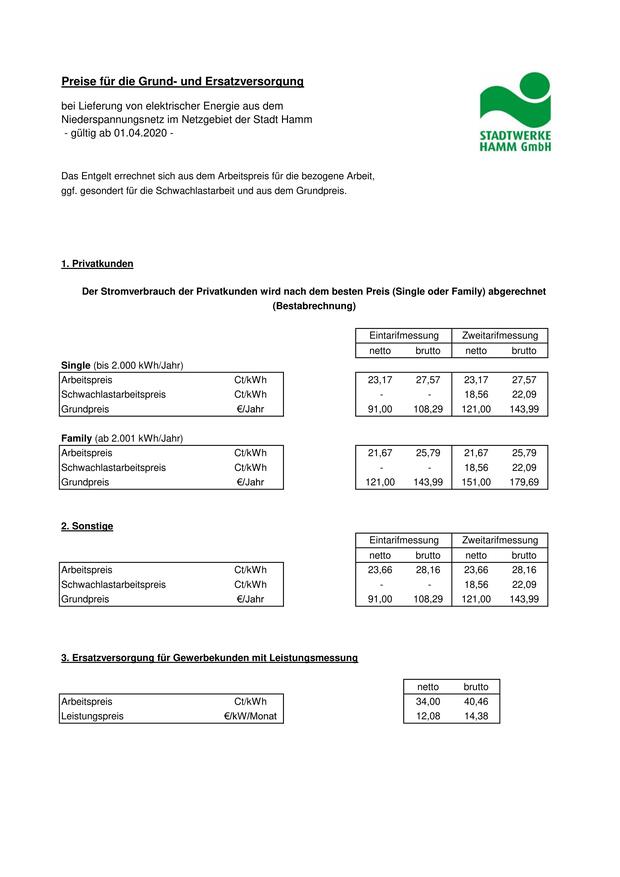 Preise für die Grund- und Ersatzversorgung
bei Lieferung von elektrischer Energie aus dem
Niederspannungsnetz im Netzgebiet der Stadt Hamm
- gültig ab 01.04.2020 -
STADTWERKE
HAMM GmbH
Das Entgelt errechnet sich aus dem Arbeitspreis für die bezogene Arbeit,
ggf. gesondert für die Schwachlastarbeit und aus dem Grundpreis.
1. Privatkunden
Der Stromverbrauch der Privatkunden wird nach dem besten Preis (Single oder Family) abgerechnet
(Bestabrechnung)
Eintarifmessung Zweitarifmessung
netto brutto netto brutto
Single (bis 2.000 kWh/Jahr)
Arbeitspreis Ct/kWh 23,17 27,57 23,17 27,57
Schwachlastarbeitspreis Ct/kWh - - 18,56 22,09
Grundpreis €/Jahr 91,00 108,29 121,00 143,99
Family (ab 2.001 kWh/Jahr)
Arbeitspreis Ct/kWh 21,67 25,79 21,67 25,79
Schwachlastarbeitspreis Ct/kWh - - 18,56 22,09
Grundpreis €/Jahr 121,00 143,99 151,00 179,69
2. Sonstige
Eintarifmessung Zweitarifmessung
netto brutto netto brutto
Arbeitspreis Ct/kWh 23,66 28,16 23,66 28,16
Schwachlastarbeitspreis Ct/kWh - - 18,56 22,09
Grundpreis €/Jahr 91,00 108,29 121,00 143,99
3. Ersatzversorgung für Gewerbekunden mit Leistungsmessung
netto brutto
Arbeitspreis Ct/kWh 34,00 40,46
Leistungspreis €/kW/Monat 12,08 14,38